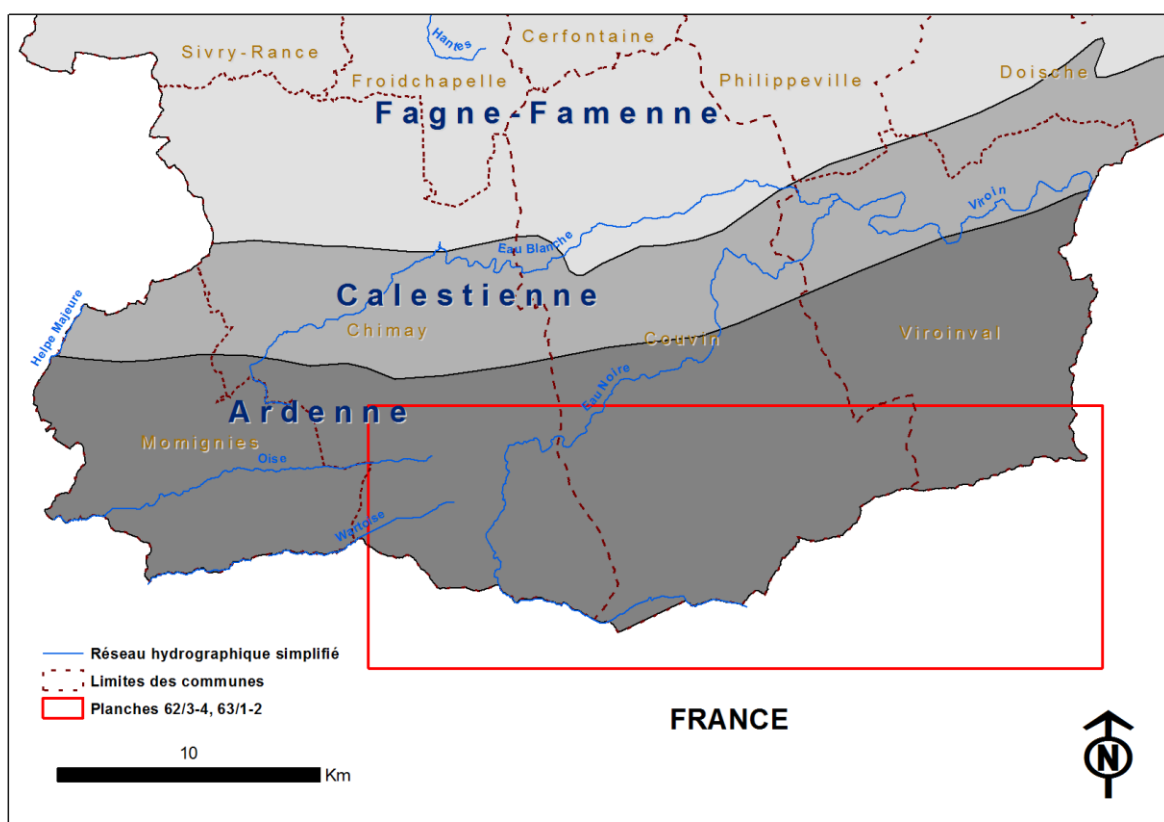 Sivry-Rance
Hantes
Cerfontaine
Froidchapelle
Philippeville
Doische
Fagne-Famenne
Viroin
Eau Blanche
Calestienne
Helpe Majeure
Chimay
Couvin
Viroinval
Eau Noire
Ardenne
Momignies
Oise
Wartoise
Réseau hydrographique simplifié
Limites des communes
Planches 62/3-4, 63/1-2
FRANCE
10
Km
N